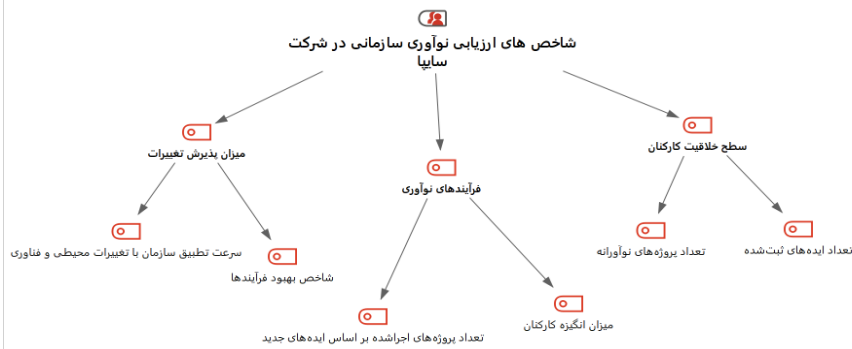 شاخص های ارزیابی نوآوری سازمانی در شرکت
سایپا
سطح خلاقیت کارکنان
میزان پذیرش تغییرات
فرآیندهای نوآوری
تعداد ایده‌های ثبت‌شده
تعداد پروژه‌های نوآورانه
سرعت تطبیق سازمان با تغییرات محیطی و فناوری
شاخص بهبود فرآیندها
میزان انگیزه کارکنان
تعداد پروژه‌های اجراشده بر اساس ایده‌های جدید